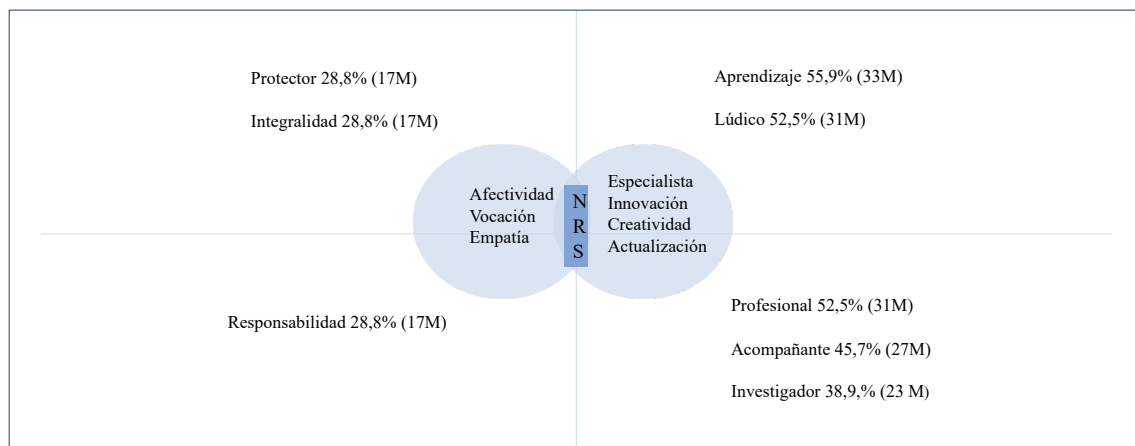 Protector 28,8% (17M)
Integralidad 28,8% (17M)
Aprendizaje 55,9% (33M)
Lúdico 52,5% (31M)
Afectividad
Vocación
Empatía
N
R
S
Especialista
Innovación
Creatividad
Actualización
Responsabilidad 28,8% (17M)
Profesional 52,5% (31M)
Acompañante 45,7% (27M)
Investigador 38,9,% (23 M)